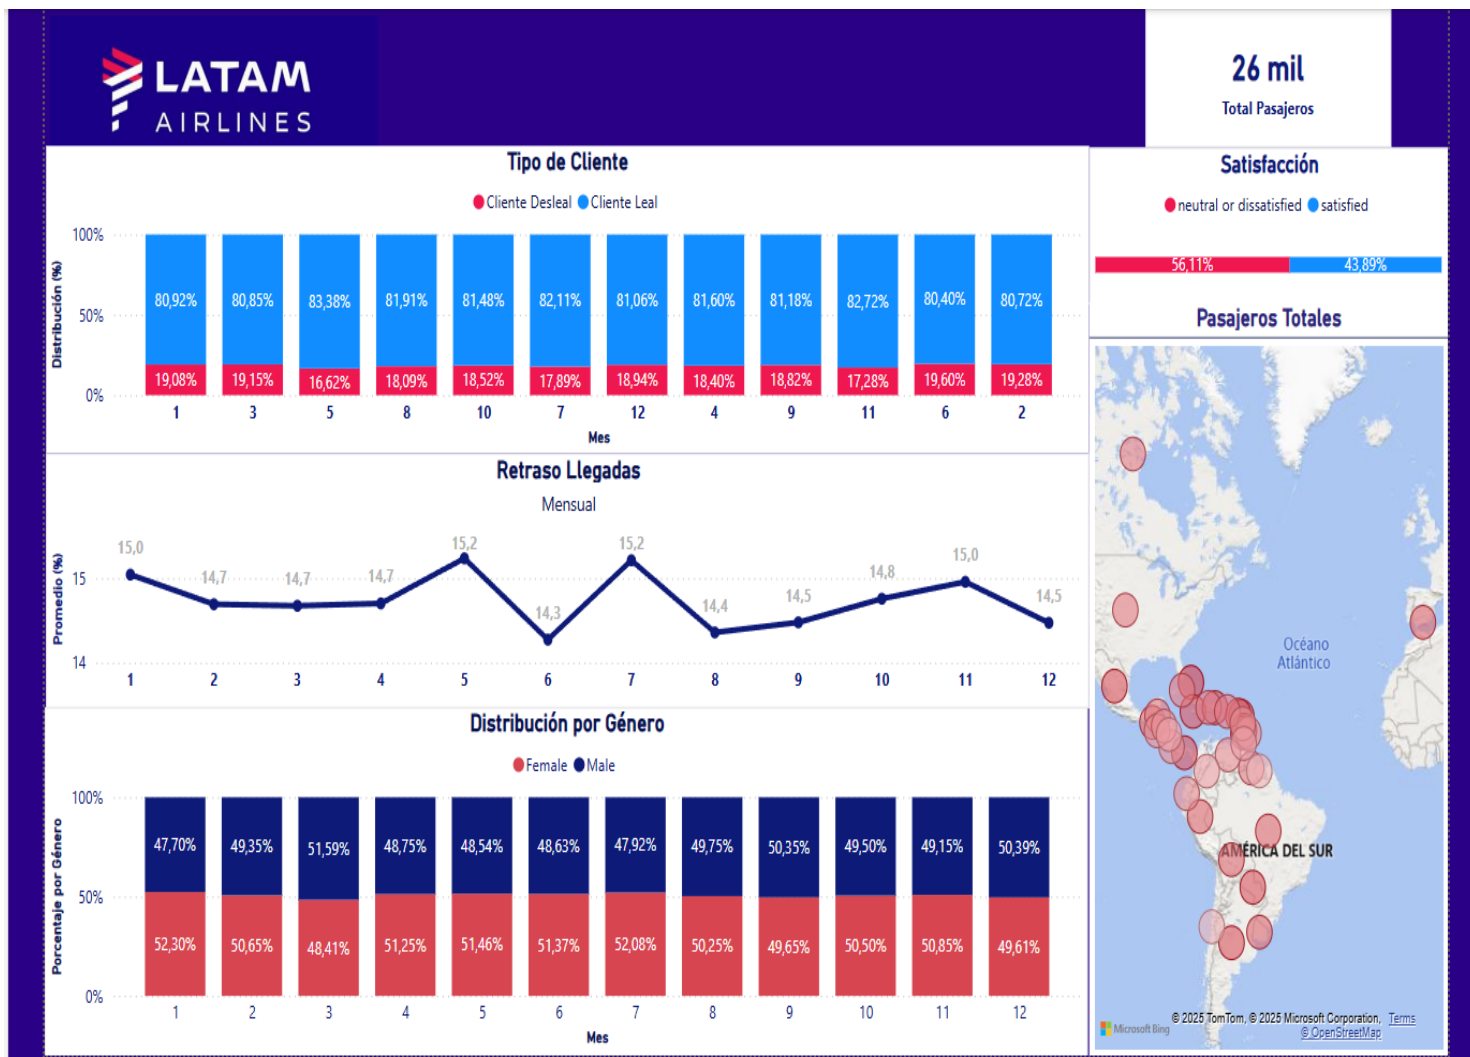 LATAM
AIRLINES
26 mil
Total Pasajeros
Tipo de Cliente
Cliente Desleal Cliente Leal
100%
50%
0%
Distribución (%)
80,92% 80,85% 83,38% 81,91% 81,48% 82,11% 81,06% 81,60% 81,18% 82,72% 80,40% 80,72%
19,08% 19,15% 16,62% 18,09% 18,52% 17,89% 18,94% 18,40% 18,82% 17,28% 19,60% 19,28%
1 3 5 8 10 7 12 4 9 11 6 2
Mes
Satisfacción
neutral or dissatisfied satisfied
56,11% 43,89%
Retraso Llegadas
Mensual
Promedio (%)
15
14
15,0 14,7 14,7 14,7 15,2 14,3 15,2 14,4 14,5 14,8 15,0 14,5
1 2 3 4 5 6 7 8 9 10 11 12
Distribución por Género
Female Male
100%
50%
0%
Porcentaje por Género
47,70% 49,35% 51,59% 48,75% 48,54% 48,63% 47,92% 49,75% 50,35% 49,50% 49,15% 50,39%
52,30% 50,65% 48,41% 51,25% 51,46% 51,37% 52,08% 50,25% 49,65% 50,50% 50,85% 49,61%
1 2 3 4 5 6 7 8 9 10 11 12
Mes
Pasajeros Totales
Océano
Atlántico
AMÉRICA DEL SUR
Microsoft Bing
© 2025 TomTom, © 2025 Microsoft Corporation, Terms
© OpenStreetMap